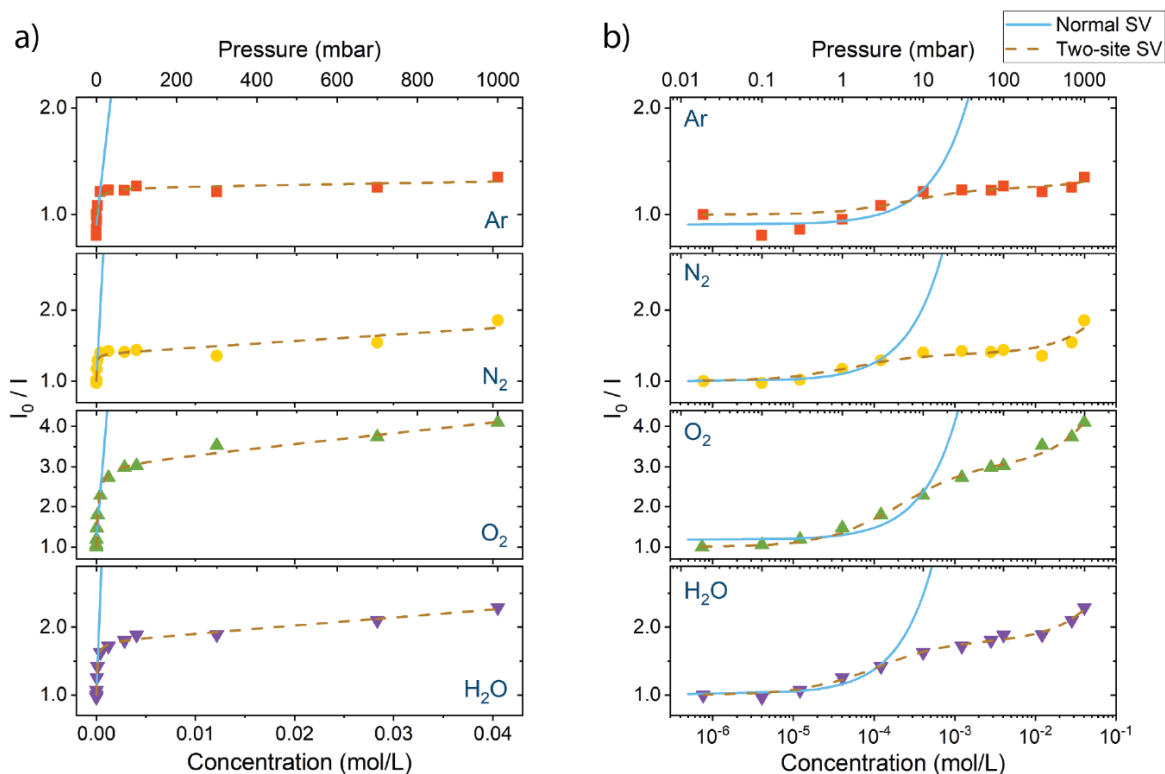 a)
Pressure (mbar)
0 200 400 600 800 1000
2.0
1.0
Ar
2.0
1.0
N₂
4.0
3.0
2.0
1.0
O₂
2.0
1.0
H₂O
I₀ / I
0.00 0.01 0.02 0.03 0.04
Concentration (mol/L)
b)
Normal SV
Two-site SV
Pressure (mbar)
0.01 0.1 1 10 100 1000
2.0
1.0
Ar
2.0
1.0
N₂
4.0
3.0
2.0
1.0
O₂
2.0
1.0
H₂O
I₀ / I
10⁻⁶ 10⁻⁵ 10⁻⁴ 10⁻³ 10⁻² 10⁻¹
Concentration (mol/L)